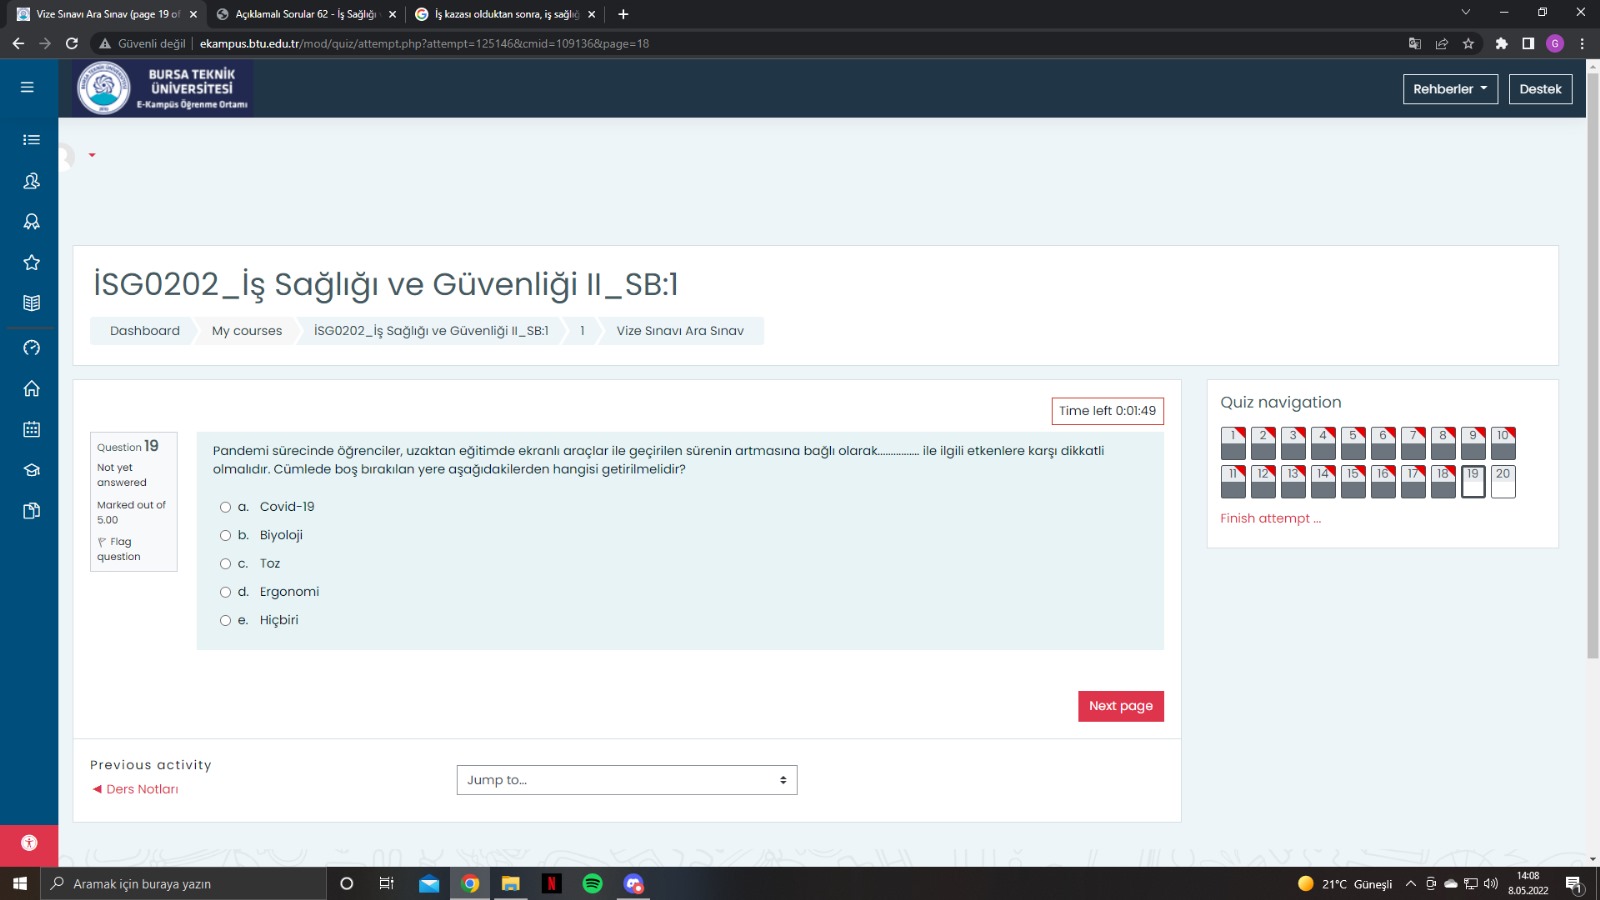 Vize Sınavı Ara Sınav (page 19 of
Açıklamalı Sorular 62 - İş Sağlığı
İş kazası olduktan sonra, iş sağlığ
Güvenli değil
ekampus.btu.edu.tr/mod/quiz/attempt.php?attempt=125146&cmid=109136&page=18
G
BURSA TEKNİK
ÜNİVERSİTESİ
E-Kampüs Öğrenme Ortamı
Rehberler
Destek
İSG0202_İş Sağlığı ve Güvenliği II_SB:1
Dashboard
My courses
İSG0202_İş Sağlığı ve Güvenliği II_SB:1
1
Vize Sınavı Ara Sınav
Time left 0:01:49
Question 19
Not yet
answered
Marked out of
5.00
Flag
question
Pandemi sürecinde öğrenciler, uzaktan eğitimde ekranlı araçlar ile geçirilen sürenin artmasına bağlı olarak............... ile ilgili etkenlere karşı dikkatli
olmalıdır. Cümlede boş bırakılan yere aşağıdakilerden hangisi getirilmelidir?
a. Covid-19
b. Biyoloji
c. Toz
d. Ergonomi
e. Hiçbiri
Next page
Quiz navigation
1 2 3 4 5 6 7 8 9 10
11 12 13 14 15 16 17 18 19 20
Finish attempt ...
Previous activity
◄ Ders Notları
Jump to...
Aramak için buraya yazın
21°C Güneşli
14:08
8.05.2022
1